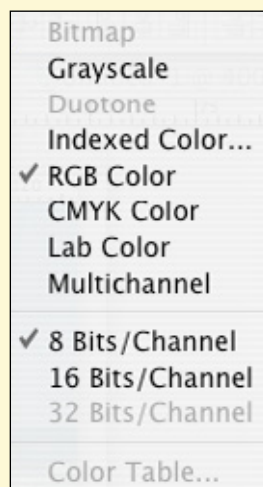 Bitmap
Grayscale
Duotone
Indexed Color...
✓ RGB Color
CMYK Color
Lab Color
Multichannel
✓ 8 Bits/Channel
16 Bits/Channel
32 Bits/Channel
Color Table...